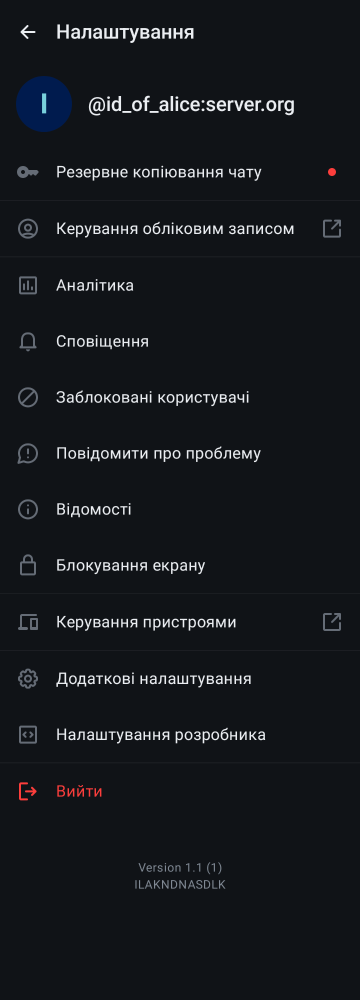 Налаштування
I
@id_of_alice:server.org
Резервне копіювання чату
Керування обліковим записом
Аналітика
Сповіщення
Заблоковані користувачі
Повідомити про проблему
Відомості
Блокування екрану
Керування пристроями
Додаткові налаштування
Налаштування розробника
Вийти
Version 1.1 (1)
ILAKNDNASDLK